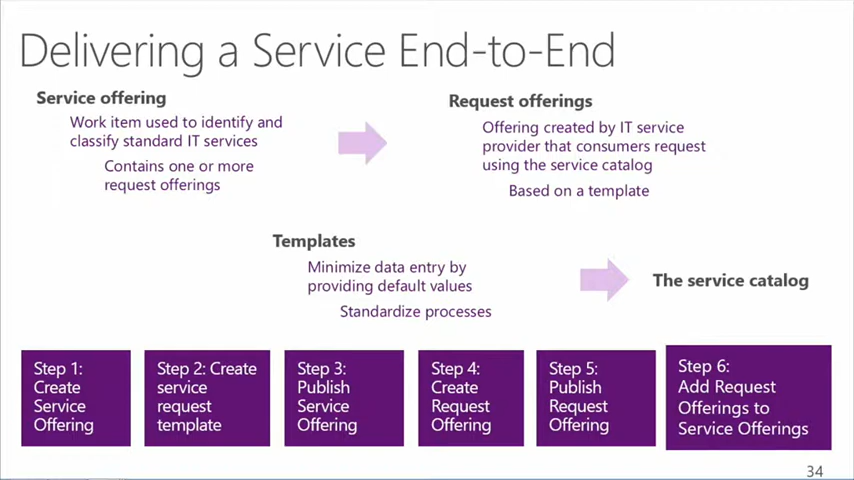 Delivering a Service End-to-End
Service offering
Work item used to identify and
classify standard IT services
Contains one or more
request offerings
Request offerings
Offering created by IT service
provider that consumers request
using the service catalog
Based on a template
Templates
Minimize data entry by
providing default values
Standardize processes
The service catalog
Step 1:
Create
Service
Offering
Step 2: Create
service
request
template
Step 3:
Publish
Service
Offering
Step 4:
Create
Request
Offering
Step 5:
Publish
Request
Offering
Step 6:
Add Request
Offerings to
Service Offerings
34